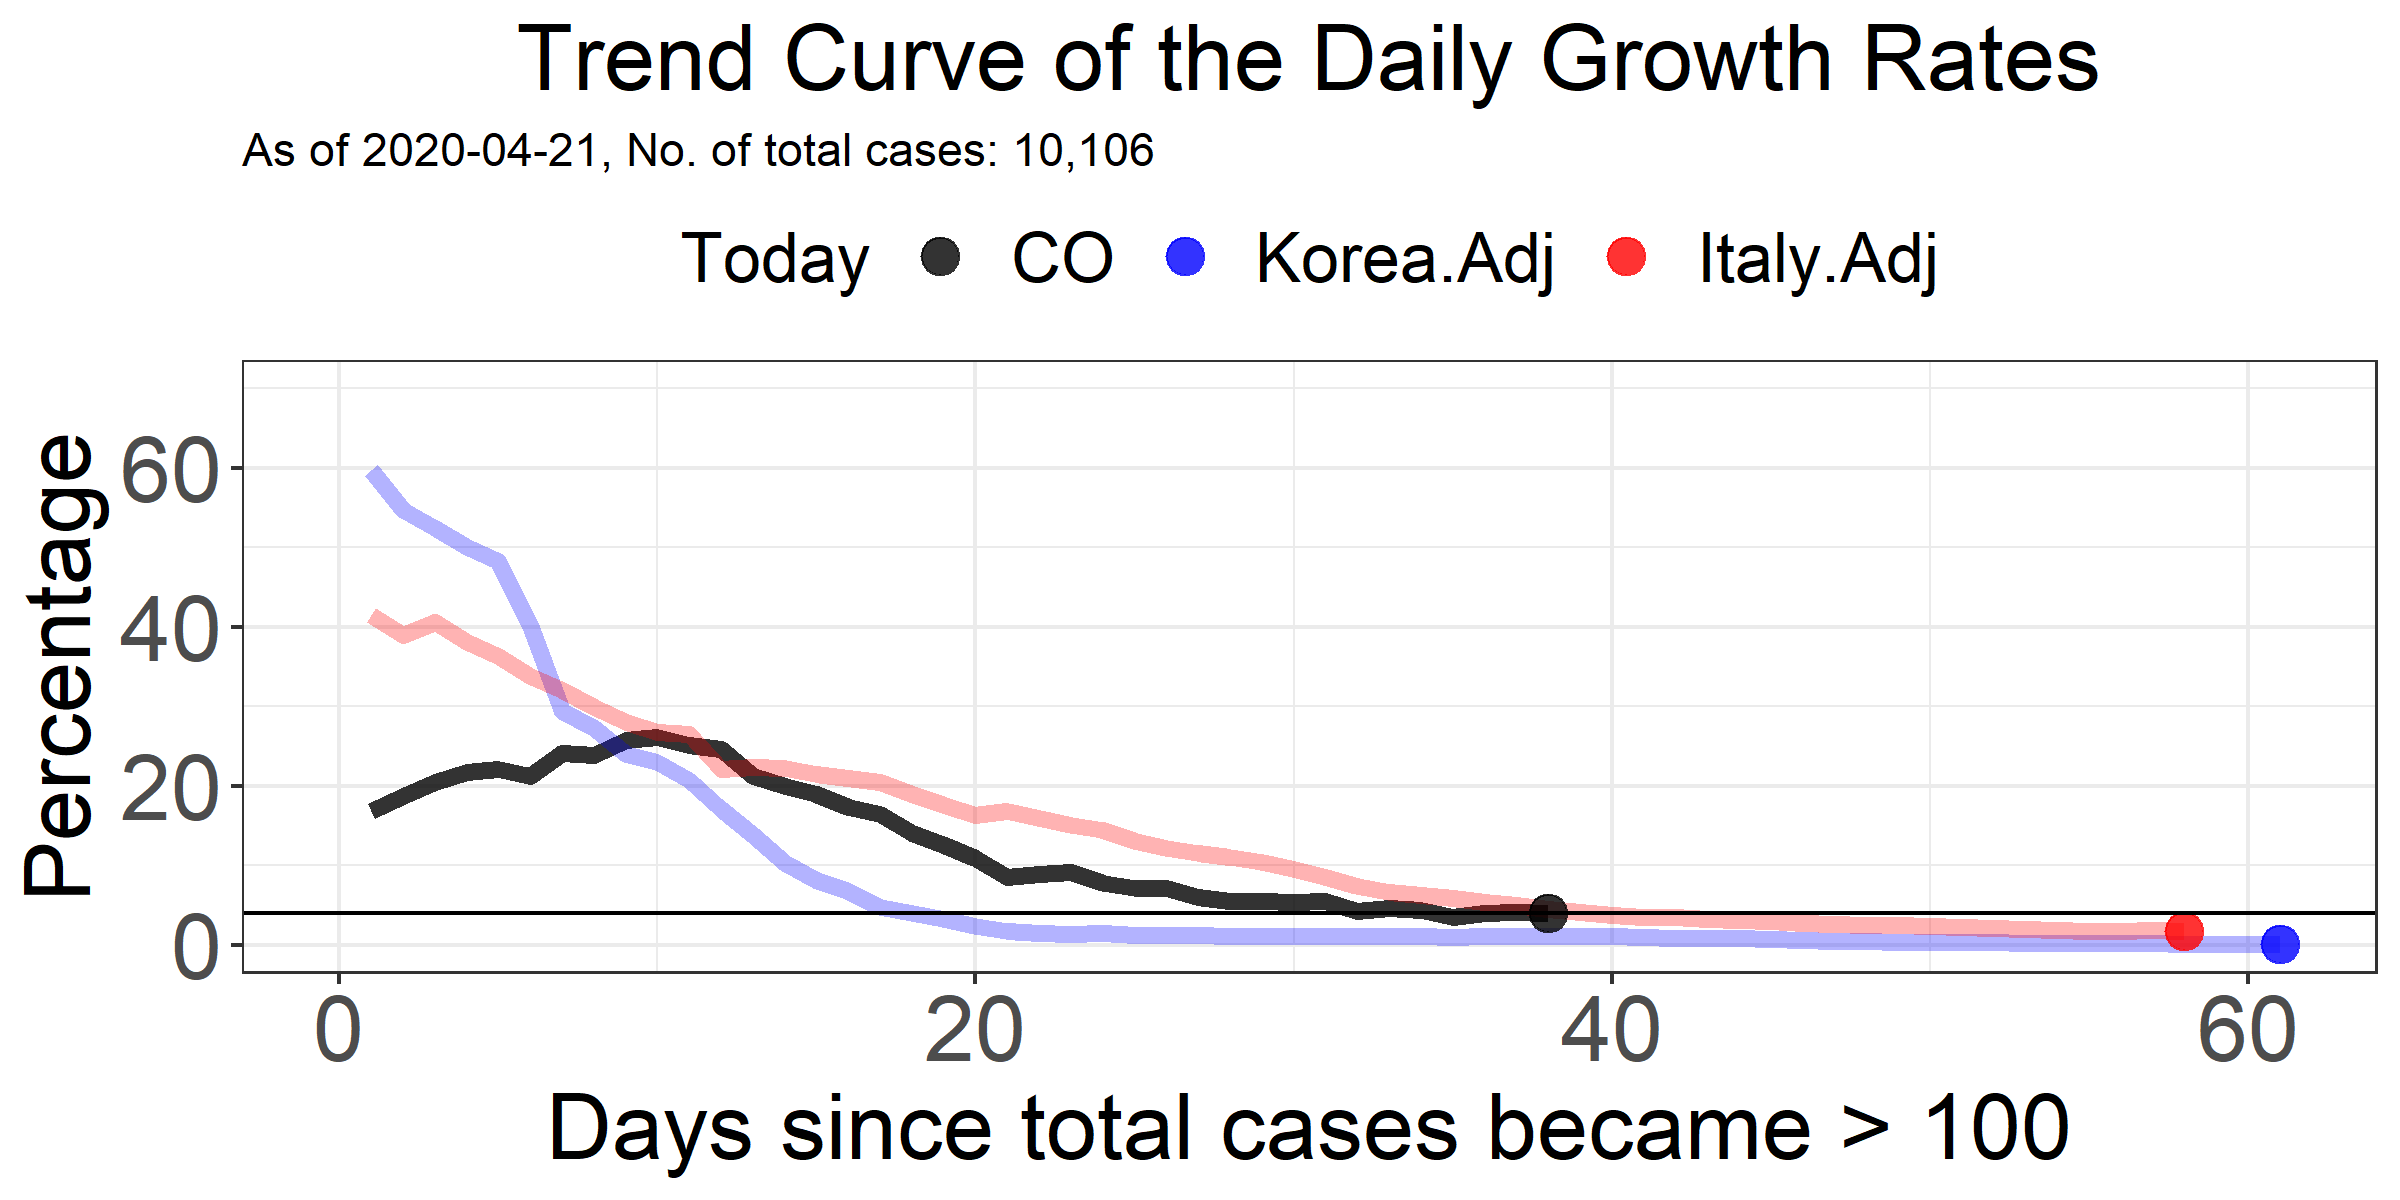 Trend Curve of the Daily Growth Rates
As of 2020-04-21, No. of total cases: 10,106
Today CO Korea.Adj Italy.Adj
Percentage
60
40
20
0
0 20 40 60
Days since total cases became > 100